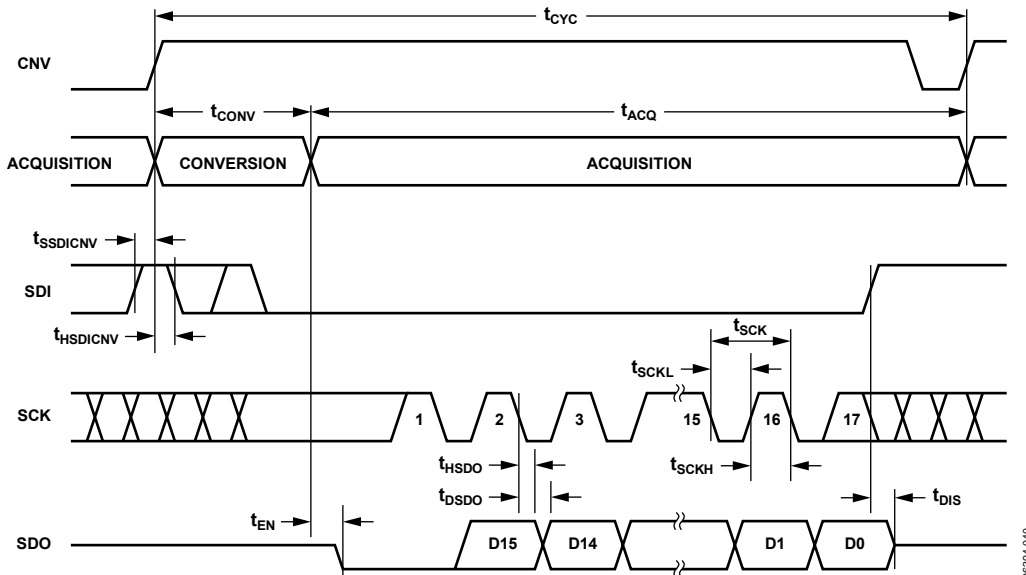 tCYC
CNV
tCONV
tACQ
ACQUISITION
CONVERSION
ACQUISITION
tSSDICNV
SDI
tHSDICNV
tSCK
tSCKL
SCK
1
2
3
15
16
17
tHSDO
tSCKH
tDSDO
tEN
tDIS
SDO
D15
D14
D1
D0